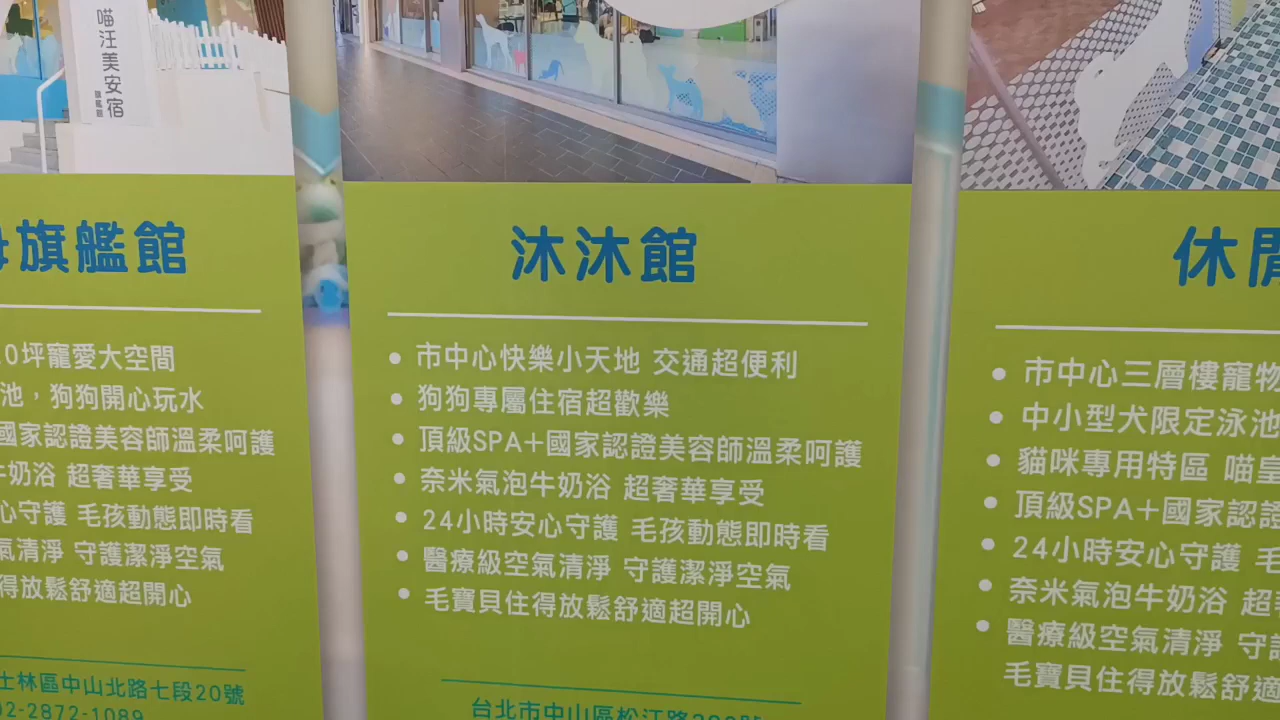 喵汪美安宿
旗艦館
旗艦館
0坪寵愛大空間
池，狗狗開心玩水
國家認證美容師溫柔呵護
牛奶浴 超奢華享受
心守護 毛孩動態即時看
氣清淨 守護潔淨空氣
得放鬆舒適超開心
士林區中山北路七段20號
02-2872-1089
沐沐館
市中心快樂小天地 交通超便利
狗狗專屬住宿超歡樂
頂級SPA+國家認證美容師溫柔呵護
奈米氣泡牛奶浴 超奢華享受
24小時安心守護 毛孩動態即時看
醫療級空氣清淨 守護潔淨空氣
毛寶貝住得放鬆舒適超開心
台北市中山區松江路
休閒
市中心三層樓寵物
中小型犬限定泳池
貓咪專用特區 喵皇
頂級SPA+國家認證
24小時安心守護 毛
奈米氣泡牛奶浴 超
醫療級空氣清淨 守
毛寶貝住得放鬆舒適